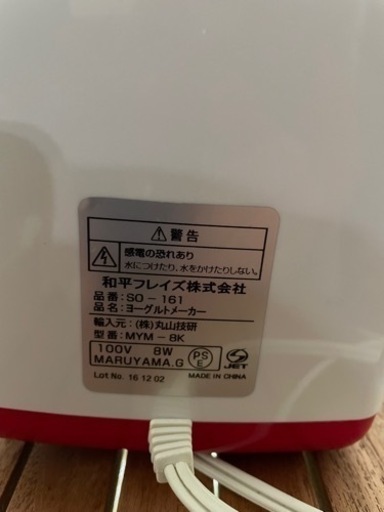 ⚠警告
感電の恐れあり
水につけたり、水をかけたりしない。
和平フレイズ株式会社
品番：SO－161
品名：ヨーグルトメーカー
輸入元：(株)丸山技研
型番：MYM－8K
100V 8W
MARUYAMA.G
PS
E
JET
Lot No. 16 12 02
MADE IN CHINA